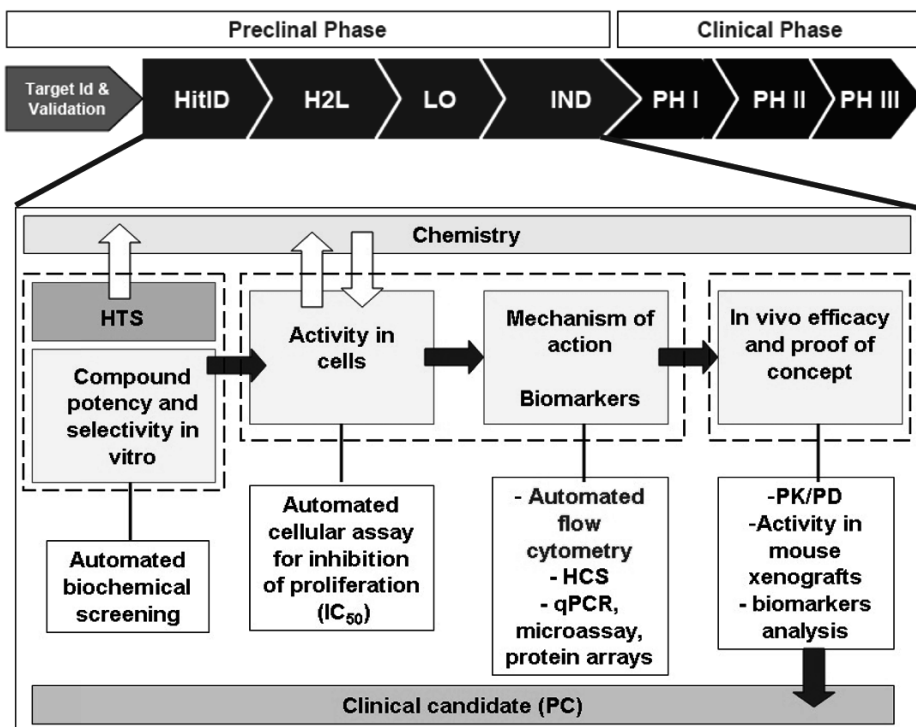 Preclinal Phase
Clinical Phase
Target Id &
Validation
HitID
H2L
LO
IND
PH I
PH II
PH III
Chemistry
HTS
Compound
potency and
selectivity in
vitro
Activity in
cells
Mechanism of
action
Biomarkers
In vivo efficacy
and proof of
concept
Automated
biochemical
screening
Automated
cellular assay
for inhibition
of proliferation
(IC50)
- Automated
flow
cytometry
- HCS
- qPCR,
microassay,
protein arrays
-PK/PD
-Activity in
mouse
xenografts
- biomarkers
analysis
Clinical candidate (PC)